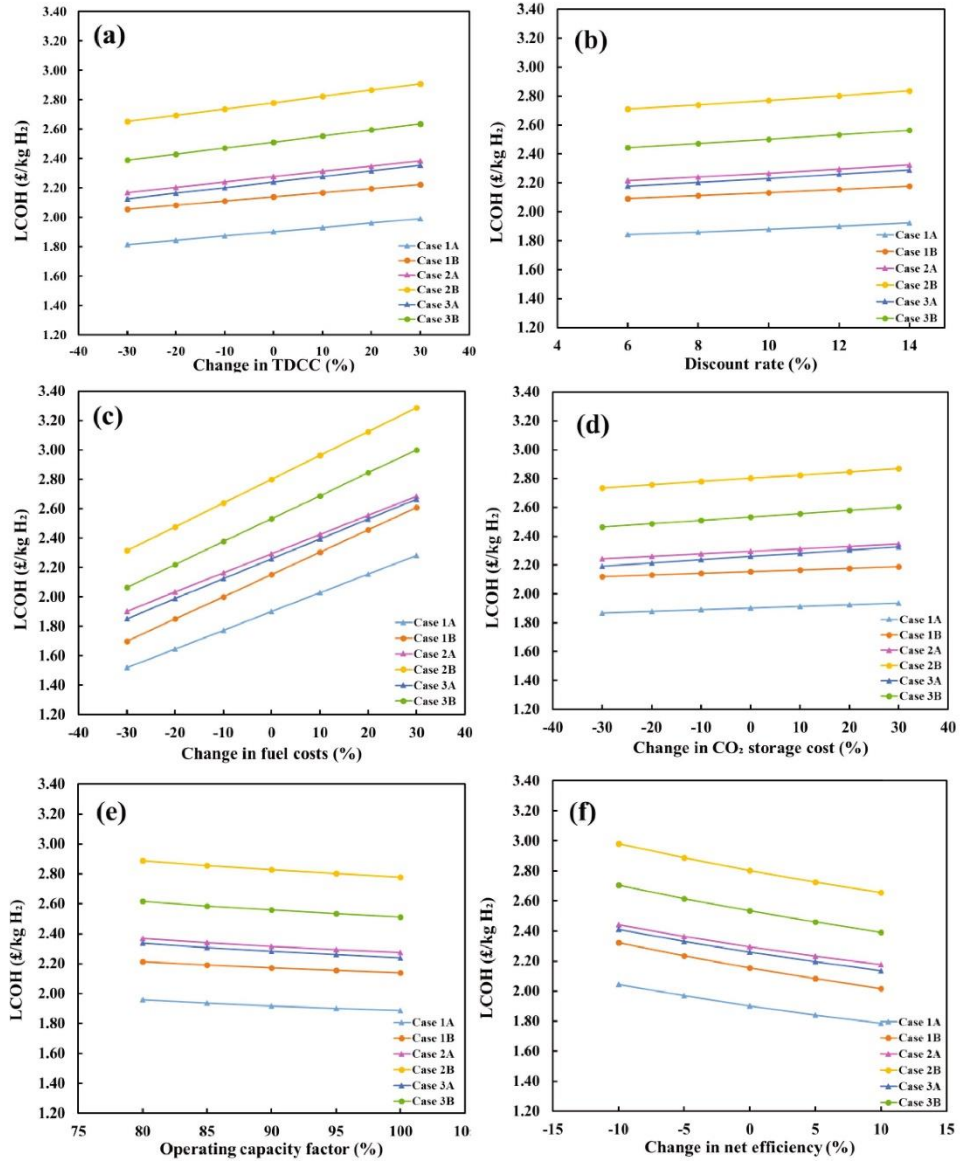 (a)
LCOH (£/kg H₂)
3.40
3.20
3.00
2.80
2.60
2.40
2.20
2.00
1.80
1.60
1.40
1.20
Case 1A
Case 1B
Case 2A
Case 2B
Case 3A
Case 3B
-40 -30 -20 -10 0 10 20 30 40
Change in TDCC (%)
(b)
LCOH (£/kg H₂)
3.40
3.20
3.00
2.80
2.60
2.40
2.20
2.00
1.80
1.60
1.40
1.20
Case 1A
Case 1B
Case 2A
Case 2B
Case 3A
Case 3B
4 6 8 10 12 14
Discount rate (%)
(c)
LCOH (£/kg H₂)
3.40
3.20
3.00
2.80
2.60
2.40
2.20
2.00
1.80
1.60
1.40
1.20
Case 1A
Case 1B
Case 2A
Case 2B
Case 3A
Case 3B
-40 -30 -20 -10 0 10 20 30 40
Change in fuel costs (%)
(d)
LCOH (£/kg H₂)
3.40
3.20
3.00
2.80
2.60
2.40
2.20
2.00
1.80
1.60
1.40
1.20
Case 1A
Case 1B
Case 2A
Case 2B
Case 3A
Case 3B
-40 -30 -20 -10 0 10 20 30 40
Change in CO₂ storage cost (%)
(e)
LCOH (£/kg H₂)
3.40
3.20
3.00
2.80
2.60
2.40
2.20
2.00
1.80
1.60
1.40
1.20
Case 1A
Case 1B
Case 2A
Case 2B
Case 3A
Case 3B
75 80 85 90 95 100
Operating capacity factor (%)
(f)
LCOH (£/kg H₂)
3.40
3.20
3.00
2.80
2.60
2.40
2.20
2.00
1.80
1.60
1.40
1.20
Case 1A
Case 1B
Case 2A
Case 2B
Case 3A
Case 3B
-15 -10 -5 0 5 10 15
Change in net efficiency (%)